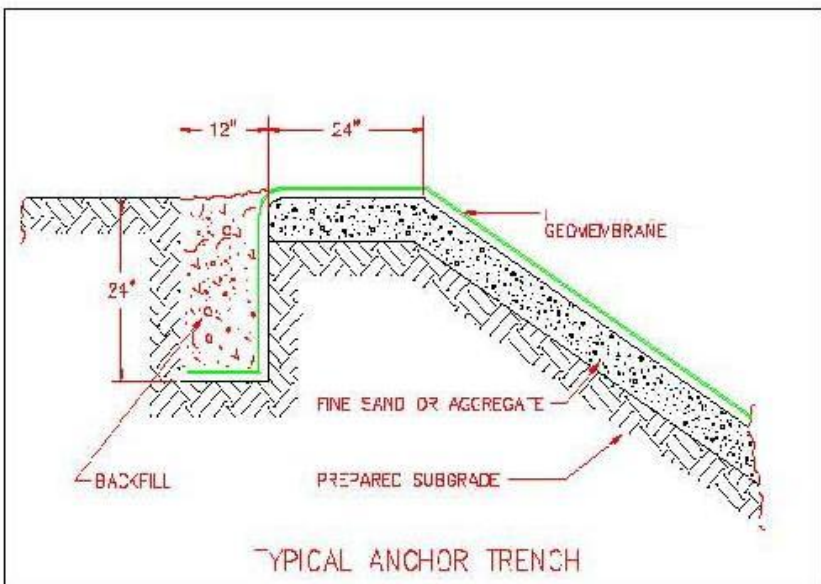 12" 24"
GEOMEMBRANE
24"
FINE SAND OR AGGREGATE
BACKFILL
PREPARED SUBGRADE
TYPICAL ANCHOR TRENCH